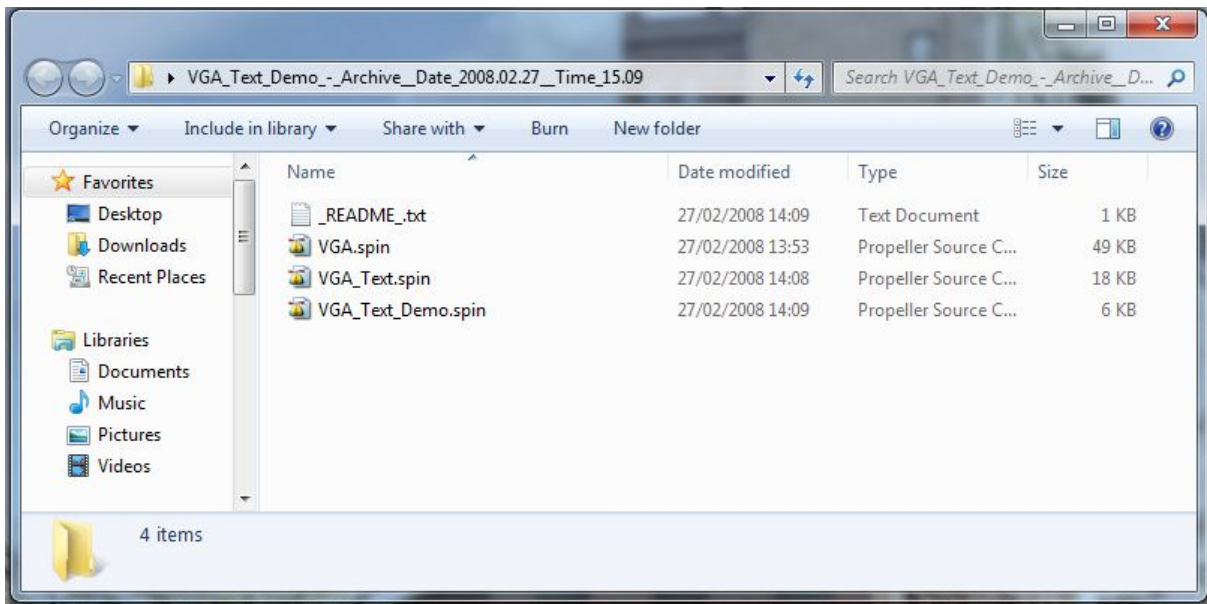 VGA_Text_Demo_-_Archive__Date_2008.02.27__Time_15.09
Search VGA_Text_Demo_-_Archive__D...
Organize Include in library Share with Burn New folder
Favorites
Desktop
Downloads
Recent Places
Libraries
Documents
Music
Pictures
Videos
Name Date modified Type Size
_README_.txt 27/02/2008 14:09 Text Document 1 KB
VGA.spin 27/02/2008 13:53 Propeller Source C... 49 KB
VGA_Text.spin 27/02/2008 14:08 Propeller Source C... 18 KB
VGA_Text_Demo.spin 27/02/2008 14:09 Propeller Source C... 6 KB
4 items